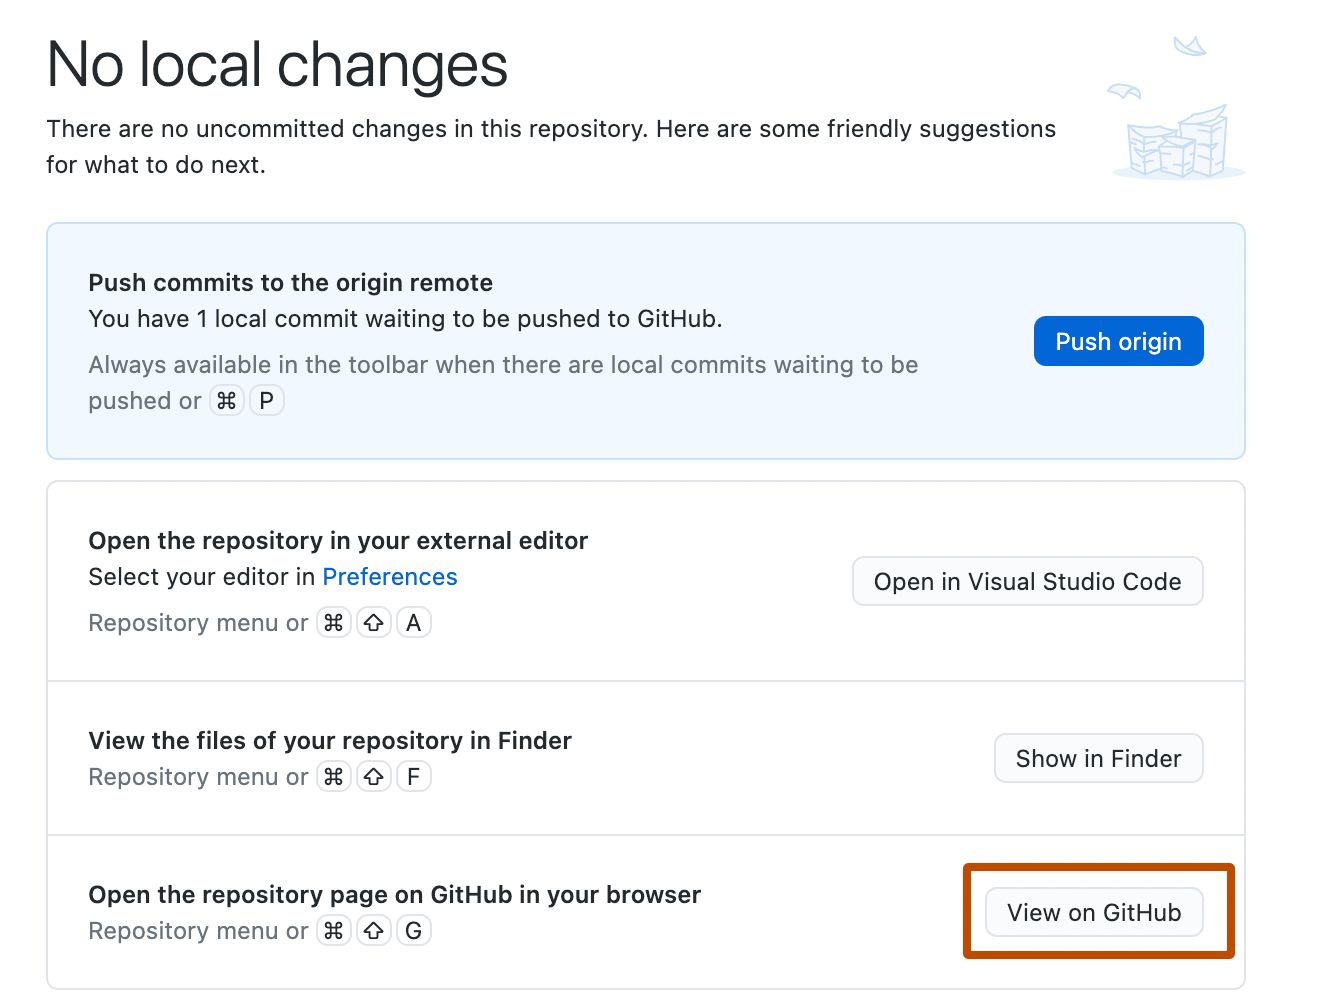 No local changes
There are no uncommitted changes in this repository. Here are some friendly suggestions
for what to do next.
Push commits to the origin remote
You have 1 local commit waiting to be pushed to GitHub.
Always available in the toolbar when there are local commits waiting to be
pushed or ⌘ P
Push origin
Open the repository in your external editor
Select your editor in Preferences
Repository menu or ⌘ ⇧ A
Open in Visual Studio Code
View the files of your repository in Finder
Repository menu or ⌘ ⇧ F
Show in Finder
Open the repository page on GitHub in your browser
Repository menu or ⌘ ⇧ G
View on GitHub